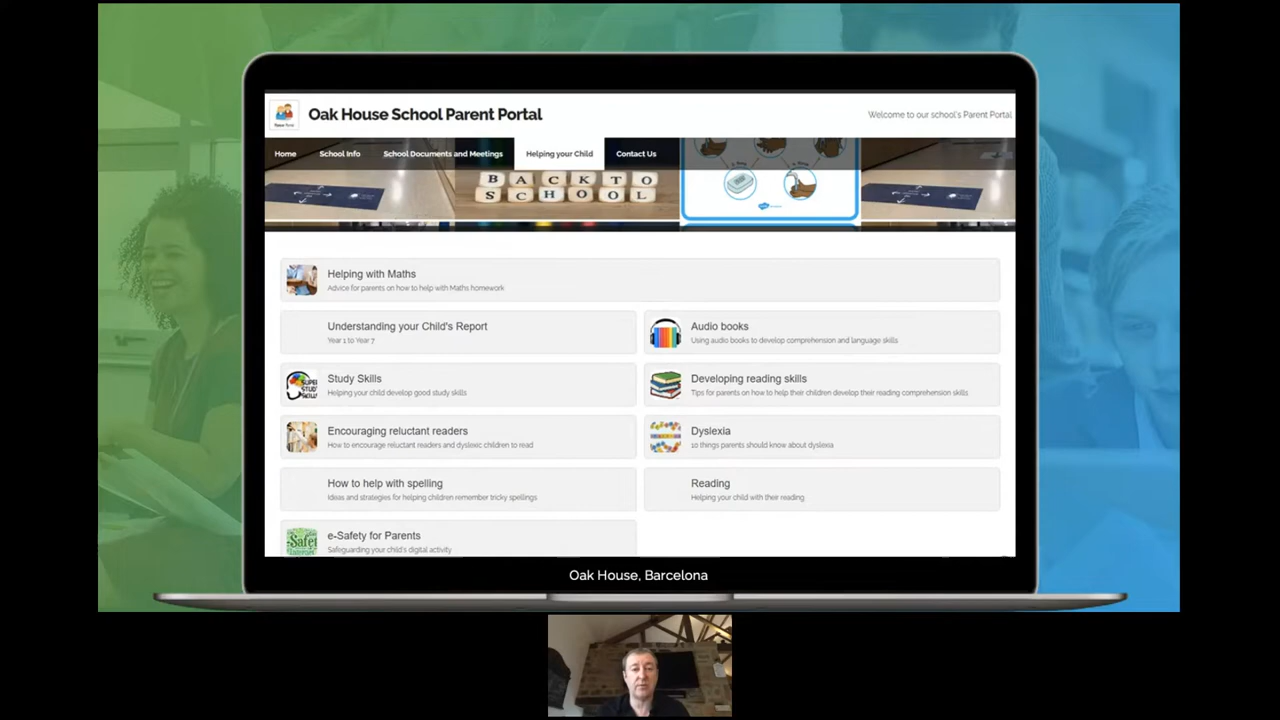 Oak House School Parent Portal
Welcome to our school's Parent Portal
Home School Info School Documents and Meetings Helping your Child Contact Us
BACK TO
SCHOOL
Helping with Maths
Advice for parents on how to help with Maths homework
Understanding your Child's Report
Year 1 to Year 7
Audio books
Using audio books to develop comprehension and language skills
Study Skills
Helping your child develop good study skills
Developing reading skills
Tips for parents on how to help their children develop their reading comprehension skills
Encouraging reluctant readers
How to encourage reluctant readers and dyslexic children to read
Dyslexia
10 things parents should know about dyslexia
How to help with spelling
Ideas and strategies for helping children remember tricky spellings
Reading
Helping your child with their reading
e-Safety for Parents
Safeguarding your child's digital activity
Oak House, Barcelona